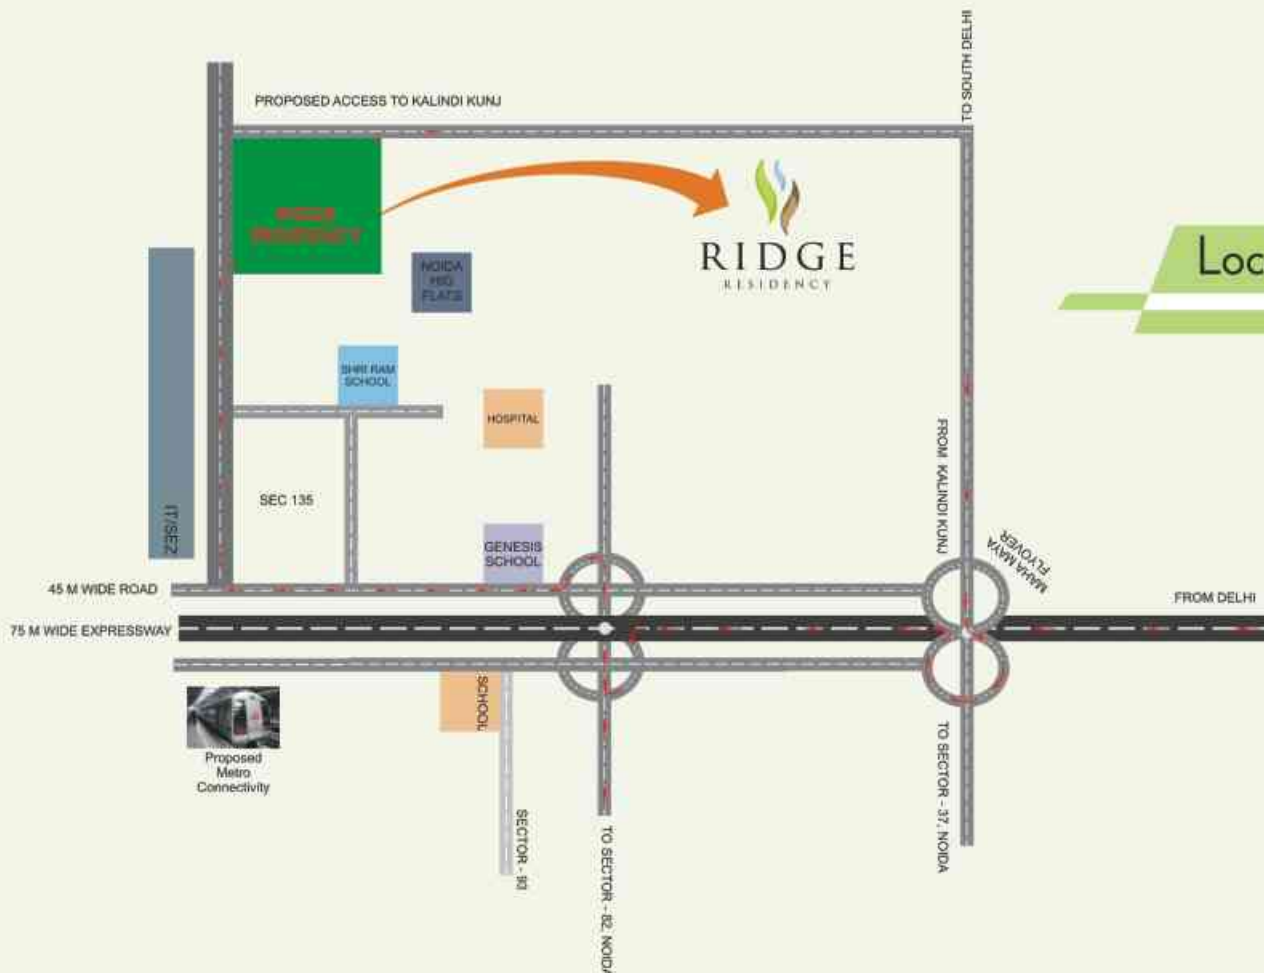 TO SOUTH DELHI
PROPOSED ACCESS TO KALINDI KUNJ
RIDGE
RESIDENCY
NOIDA
HIG
FLATS
RIDGE
RESIDENCY
Loc
SHRI RAM
SCHOOL
HOSPITAL
SEC 135
IT/SEZ
GENESIS
SCHOOL
FROM KALINDI KUNJ
MAHA MAYA
FLYOVER
45 M WIDE ROAD
FROM DELHI
75 M WIDE EXPRESSWAY
SCHOOL
Proposed
Metro
Connectivity
SECTOR - 93
TO SECTOR - 82, NOIDA
TO SECTOR - 37, NOIDA